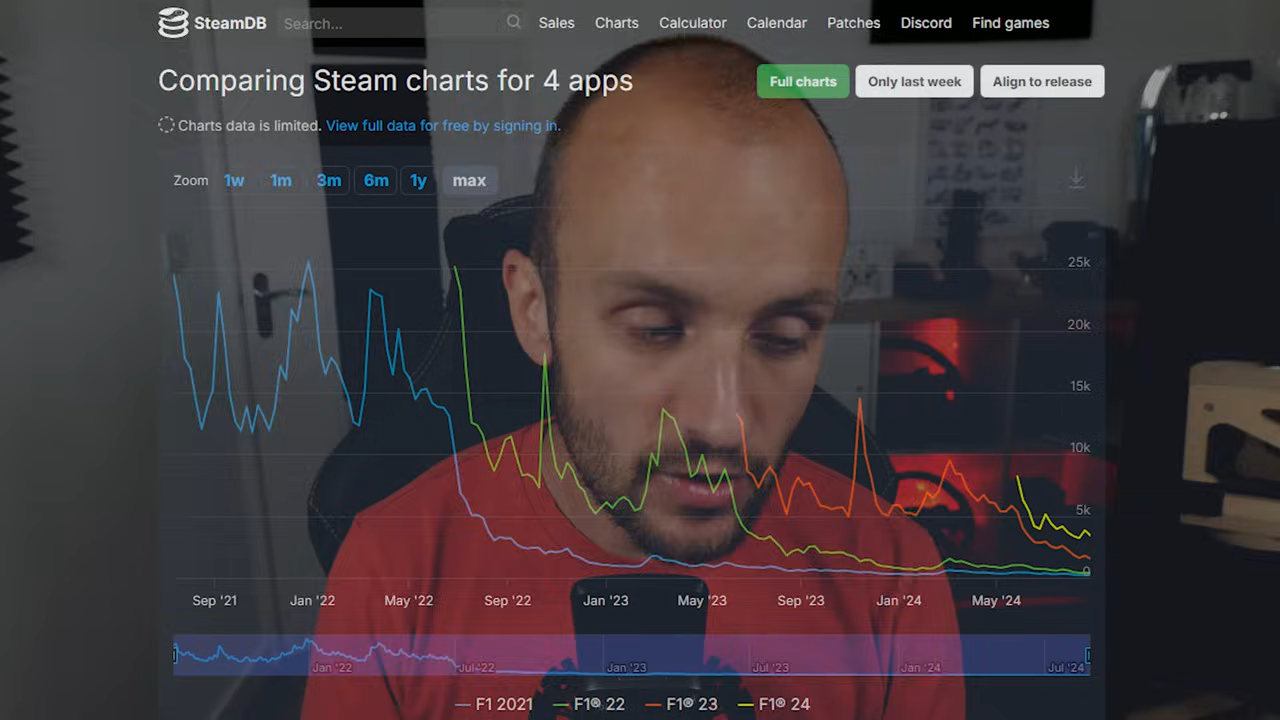 SteamDB Search... Sales Charts Calculator Calendar Patches Discord Find games
Comparing Steam charts for 4 apps Full charts Only last week Align to release
Charts data is limited. View full data for free by signing in.
Zoom 1w 1m 3m 6m 1y max
25k
20k
15k
10k
5k
0
Sep '21 Jan '22 May '22 Sep '22 Jan '23 May '23 Sep '23 Jan '24 May '24
Jan '22 Jul '22 Jan '23 Jul '23 Jan '24 Jul '24
F1 2021 F1® 22 F1® 23 F1® 24